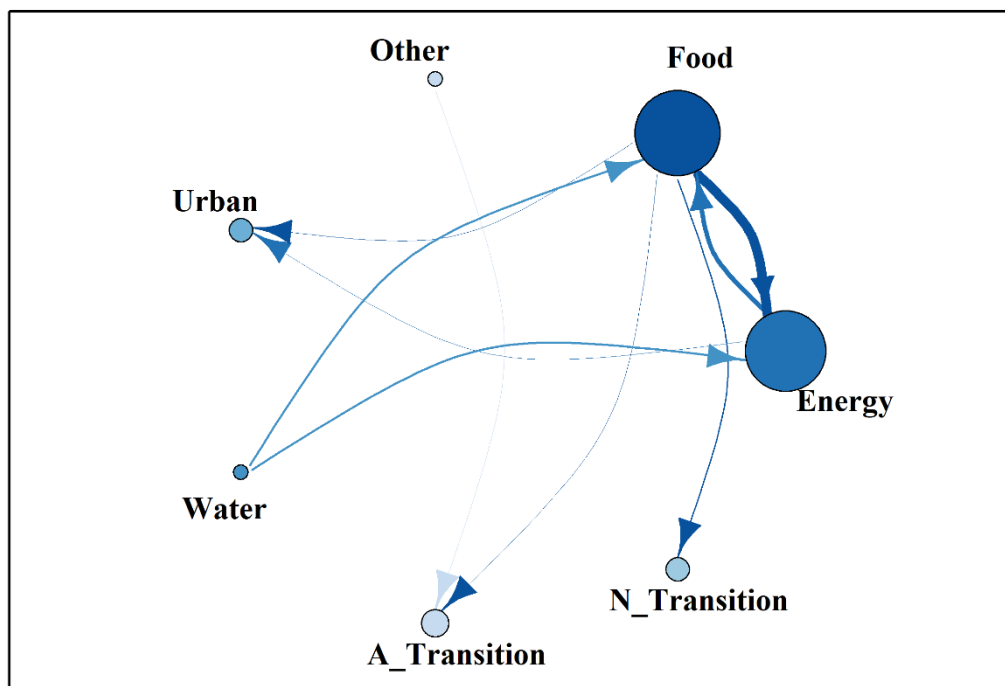 Other
Food
Urban
Energy
Water
N_Transition
A_Transition